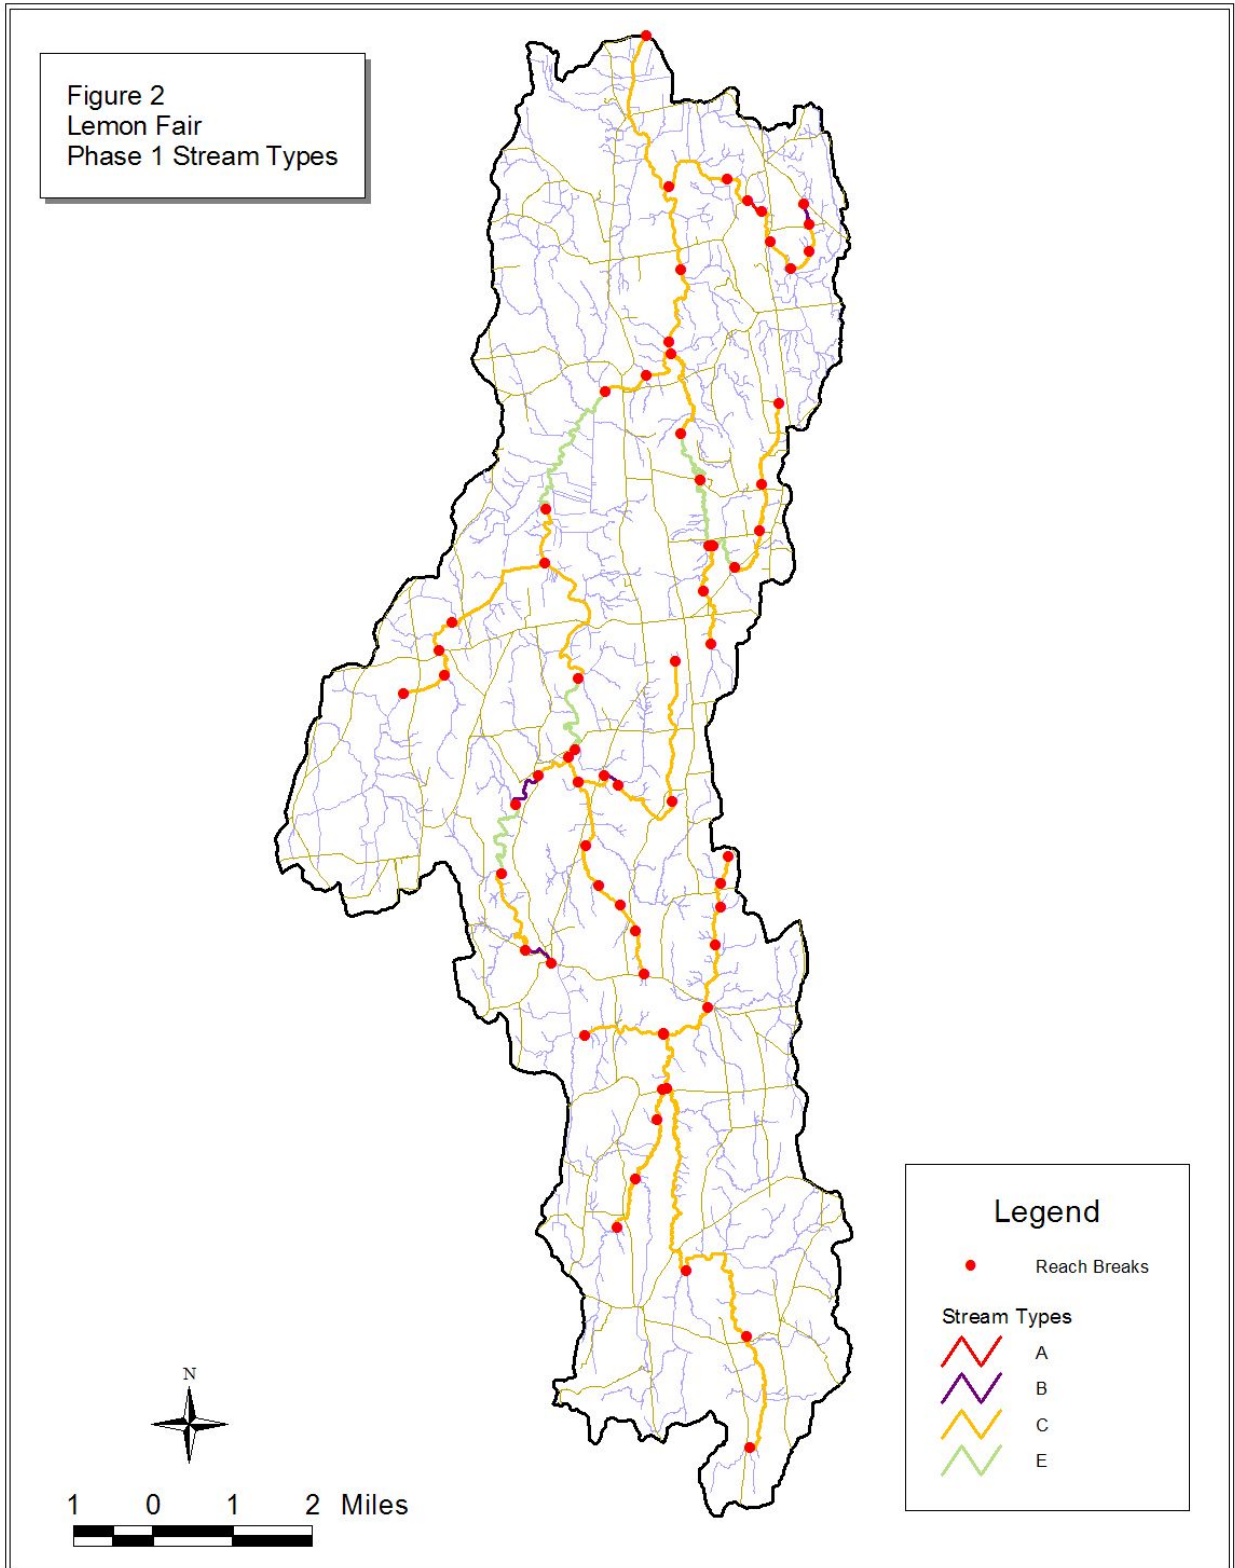 Figure 2
Lemon Fair
Phase 1 Stream Types
Legend
Reach Breaks
Stream Types
A
B
C
E
N
1 0 1 2 Miles